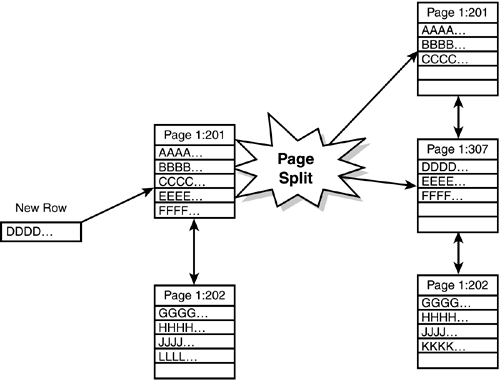 New Row
DDDD...
Page 1:201
AAAA...
BBBB...
CCCC...
EEEE...
FFFF...
Page 1:202
GGGG...
HHHH...
JJJJ...
LLLL...
Page
Split
Page 1:201
AAAA...
BBBB...
CCCC...
Page 1:307
DDDD...
EEEE...
FFFF...
Page 1:202
GGGG...
HHHH...
JJJJ...
KKKK...